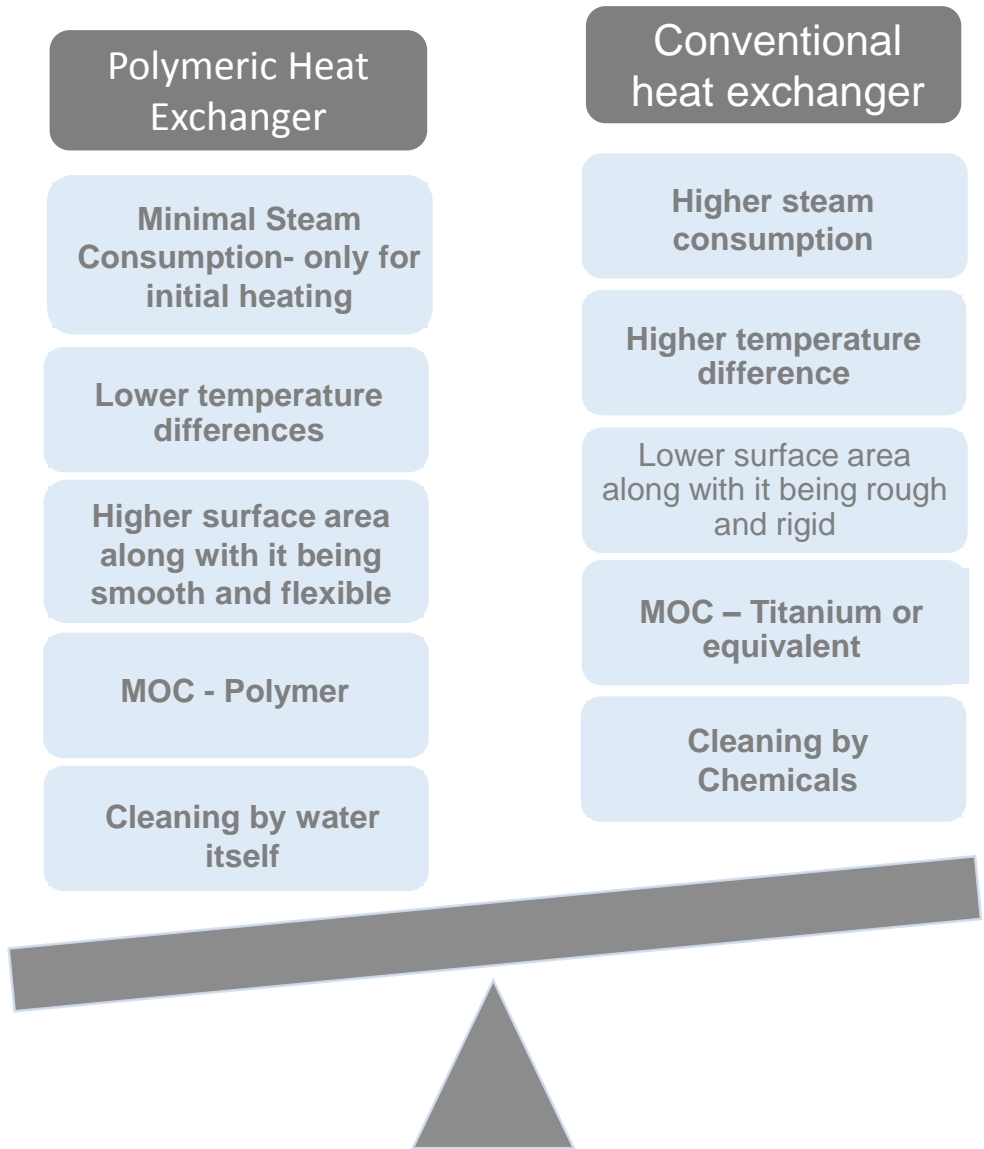 Polymeric Heat
Exchanger
Minimal Steam
Consumption- only for
initial heating
Lower temperature
differences
Higher surface area
along with it being
smooth and flexible
MOC - Polymer
Cleaning by water
itself
Conventional
heat exchanger
Higher steam
consumption
Higher temperature
difference
Lower surface area
along with it being rough
and rigid
MOC – Titanium or
equivalent
Cleaning by
Chemicals